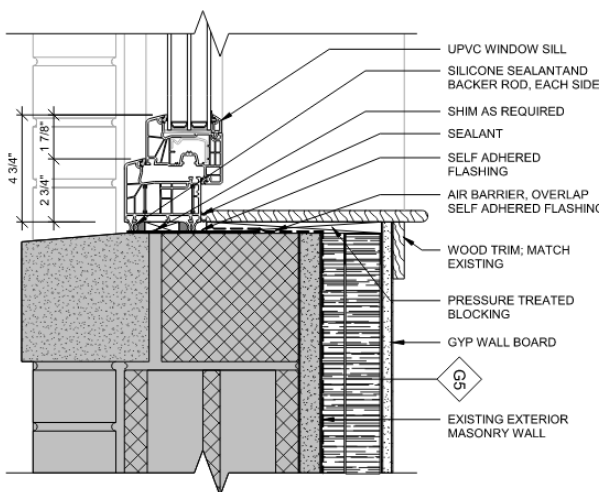 UPVC WINDOW SILL
SILICONE SEALANTAND
BACKER ROD, EACH SIDE
SHIM AS REQUIRED
SEALANT
SELF ADHERED
FLASHING
AIR BARRIER, OVERLAP
SELF ADHERED FLASHING
WOOD TRIM; MATCH
EXISTING
PRESSURE TREATED
BLOCKING
GYP WALL BOARD
G5
EXISTING EXTERIOR
MASONRY WALL
4 3/4"
1 7/8"
2 3/4"